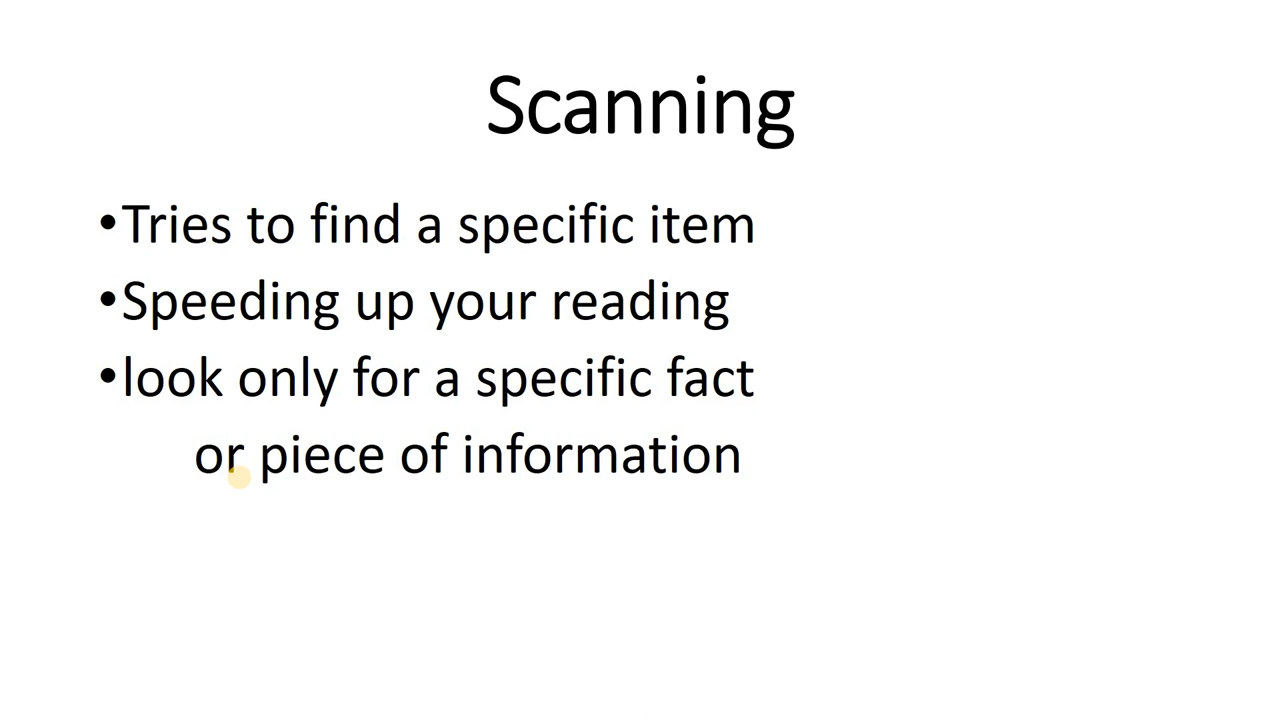 Scanning
•Tries to find a specific item
•Speeding up your reading
•look only for a specific fact
or piece of information